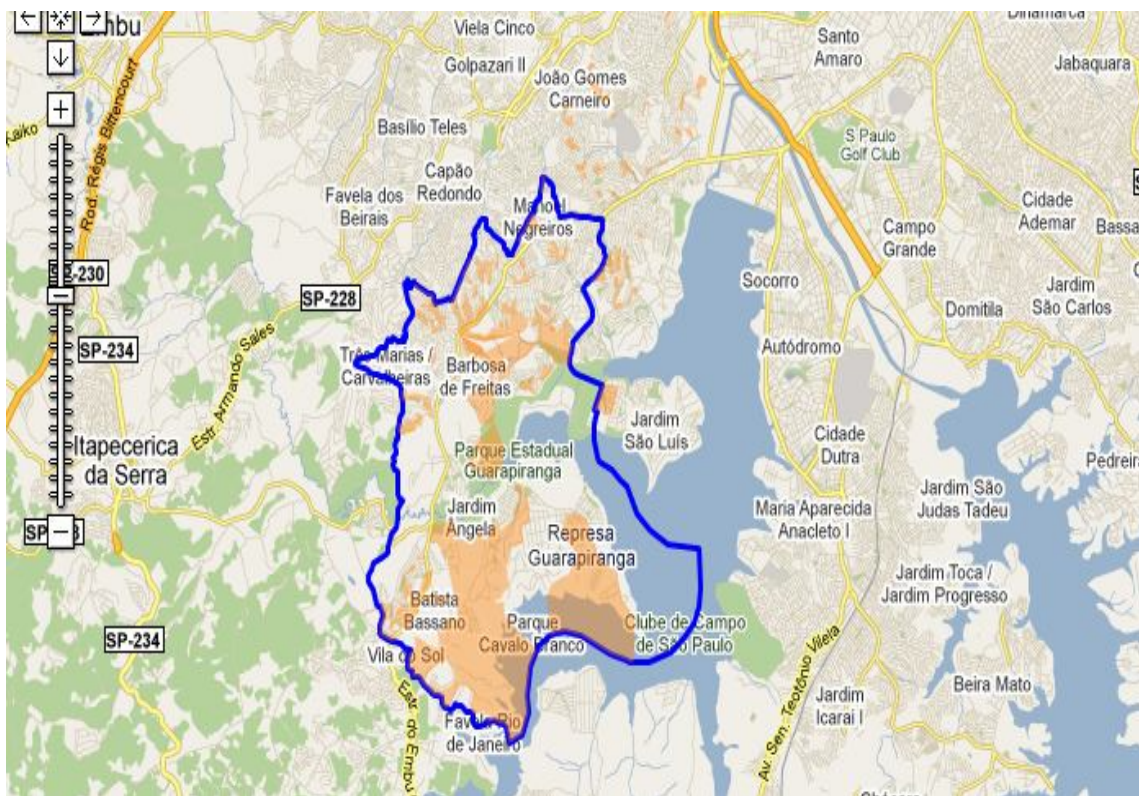 Embu
Viela Cinco
Golpazari II
Dinamarca
Santo
Amaro
Jabaquara
João Gomes
Carneiro
Rod. Régis Bittencourt
Basílio Teles
S Paulo
Golf Club
Capão
Redondo
Favela dos
Beirais
Manoel
Negreiros
Cidade
Ademar
Campo
Grande
SP-230
SP-228
Socorro
Jardim
São Carlos
Domitila
SP-234
Estr. Armando Sales
Três Marias /
Carvalheiras
Barbosa
de Freitas
Autódromo
Jardim
São Luís
Itapecerica
da Serra
Parque Estadual
Guarapiranga
Cidade
Dutra
Pedreira
Jardim São
Judas Tadeu
Jardim
Ângela
Maria Aparecida
Anacleto I
Represa
Guarapiranga
Jardim Toca /
Jardim Progresso
Batista
Bassano
Parque
Cavalo Branco
Clube de Campo
de São Paulo
SP-234
Vila do Sol
Beira Mato
Jardim
Icarai I
Favela Rio
de Janeiro
Estr. do Embu
Av. Sen. Teotônio Vilela